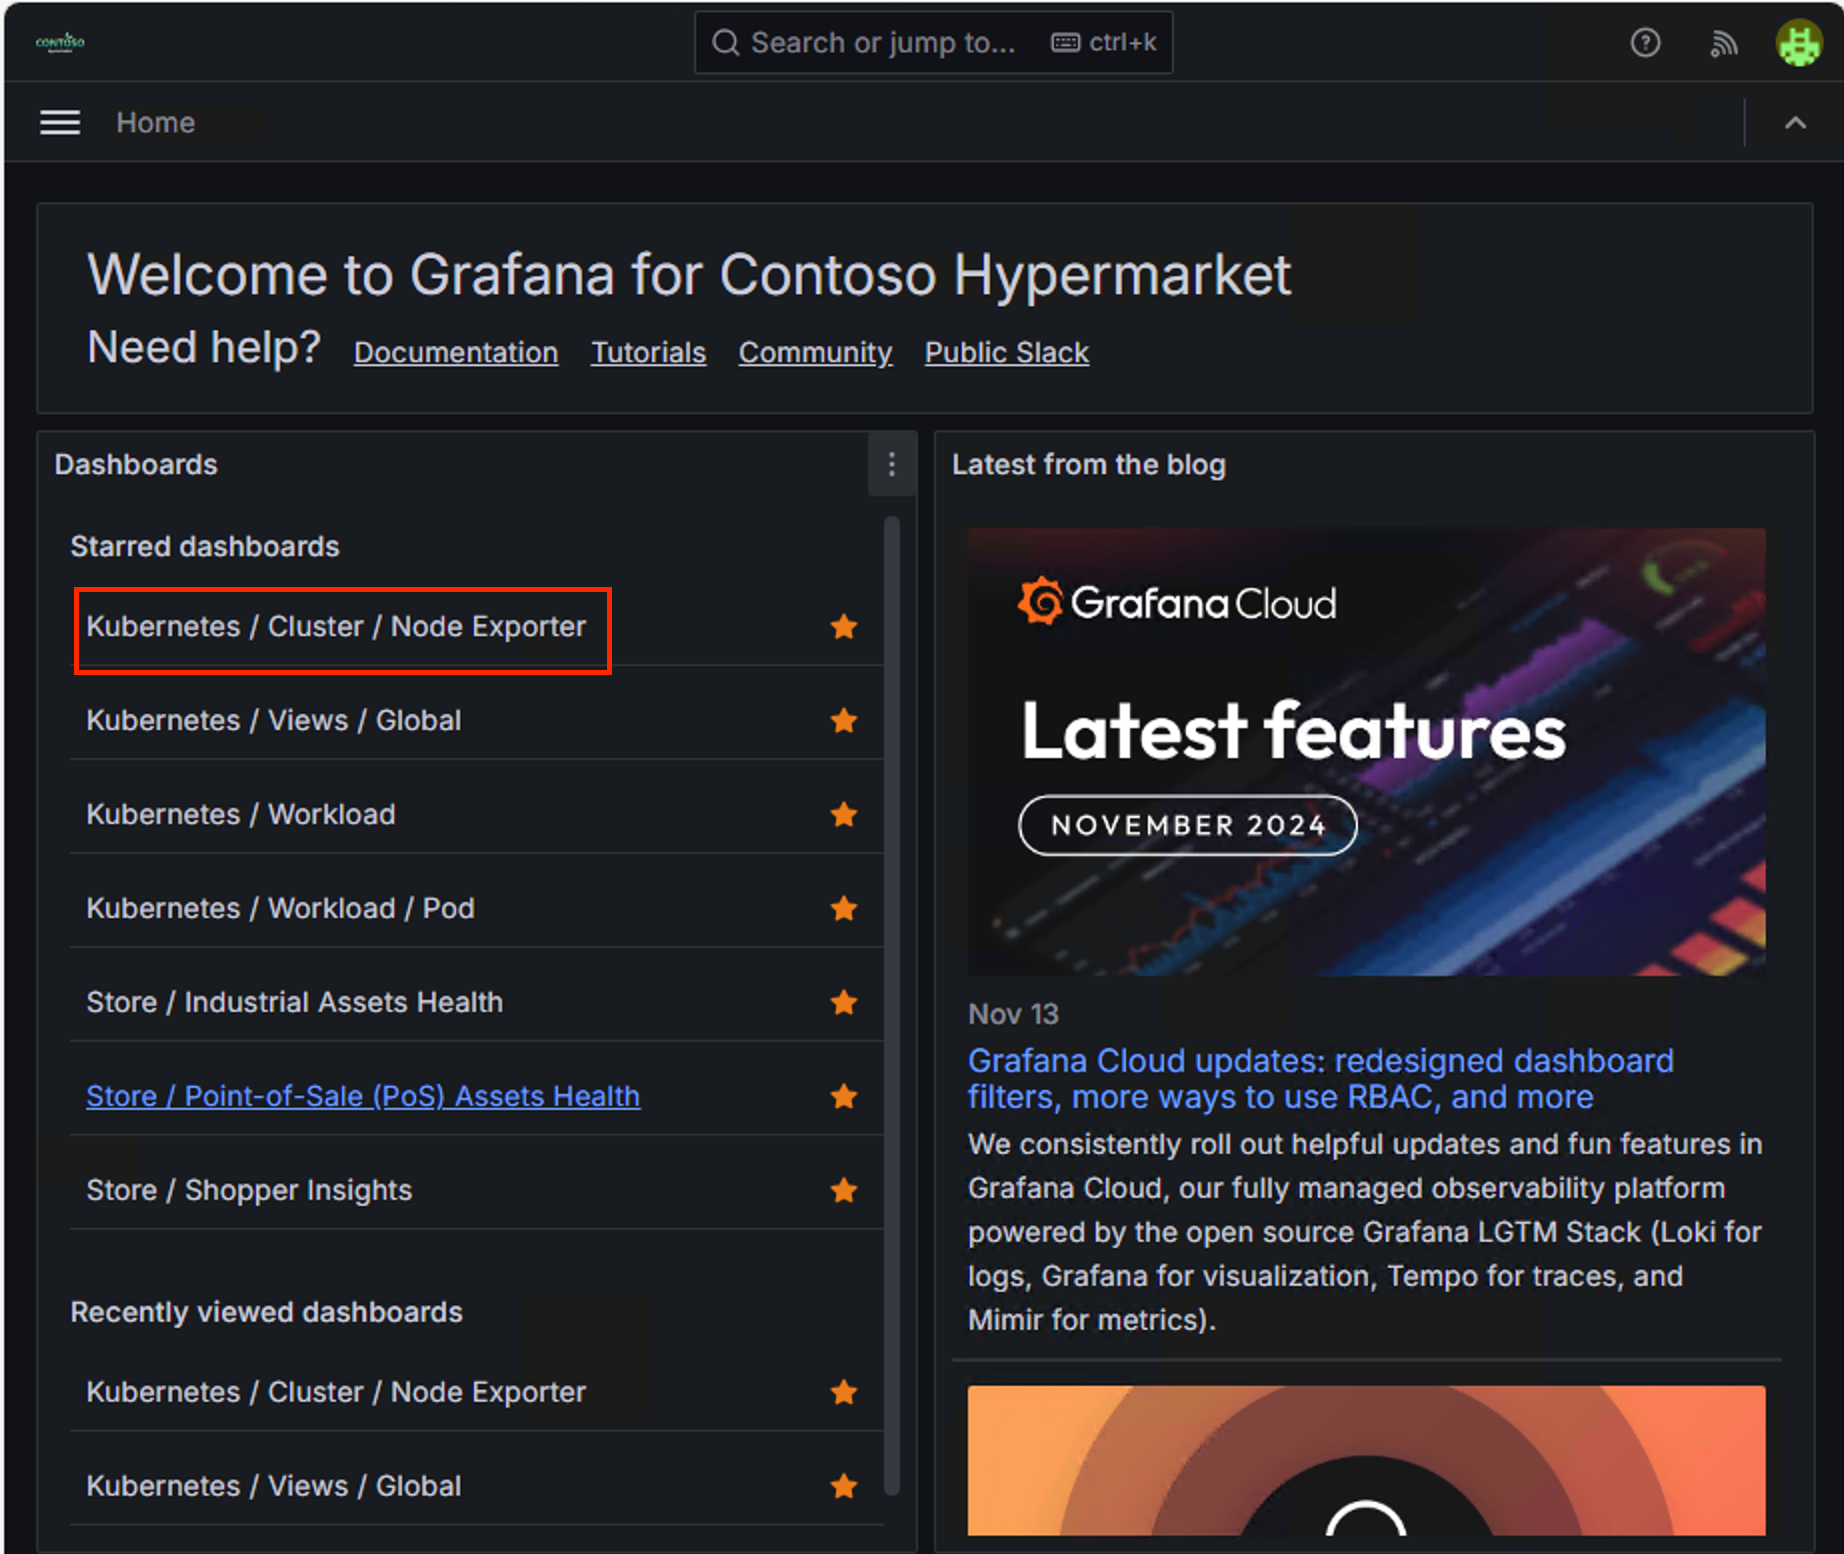 CONTOSO
Search or jump to...
ctrl+k
Home
Welcome to Grafana for Contoso Hypermarket
Need help? Documentation Tutorials Community Public Slack
Dashboards
Starred dashboards
Kubernetes / Cluster / Node Exporter
Kubernetes / Views / Global
Kubernetes / Workload
Kubernetes / Workload / Pod
Store / Industrial Assets Health
Store / Point-of-Sale (PoS) Assets Health
Store / Shopper Insights
Recently viewed dashboards
Kubernetes / Cluster / Node Exporter
Kubernetes / Views / Global
Latest from the blog
Grafana Cloud
Latest features
NOVEMBER 2024
Nov 13
Grafana Cloud updates: redesigned dashboard
filters, more ways to use RBAC, and more
We consistently roll out helpful updates and fun features in
Grafana Cloud, our fully managed observability platform
powered by the open source Grafana LGTM Stack (Loki for
logs, Grafana for visualization, Tempo for traces, and
Mimir for metrics).